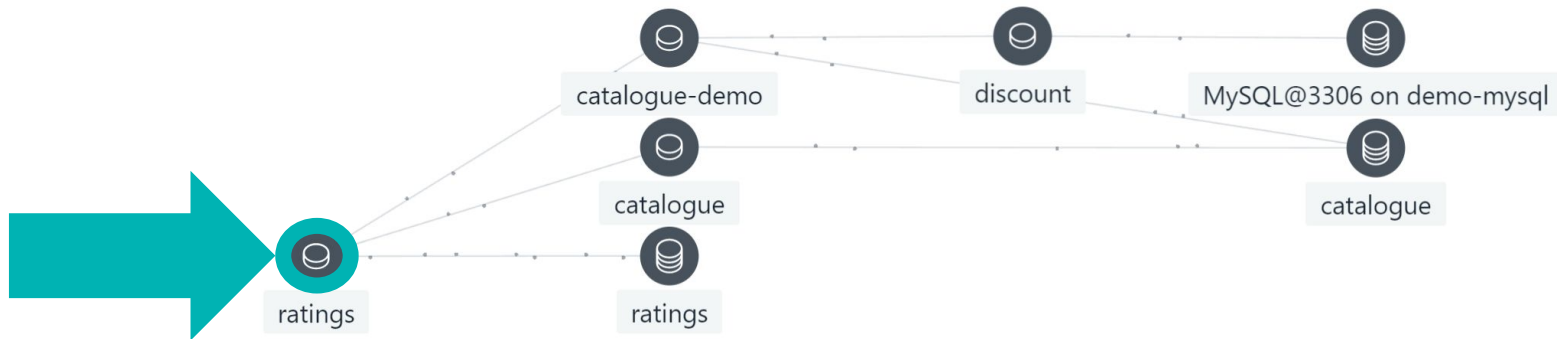 catalogue-demo
discount
MySQL@3306 on demo-mysql
catalogue
catalogue
ratings
ratings